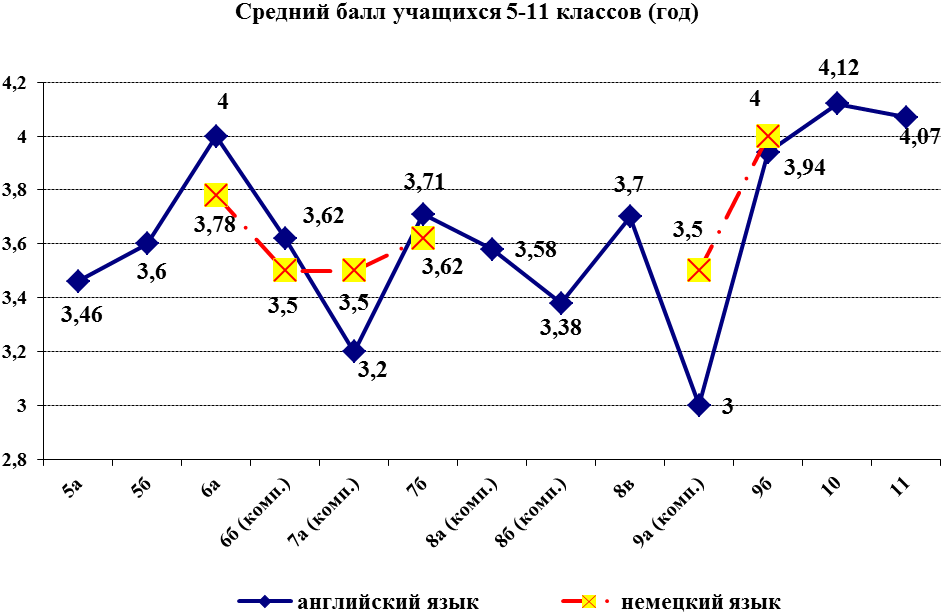 Средний балл учащихся 5-11 классов (год)
4,2
4
3,8
3,6
3,4
3,2
3
2,8
3,46
3,6
4
3,78
3,62
3,5
3,2
3,5
3,71
3,62
3,58
3,38
3,7
3
3,5
3,94
4
4,12
4,07
5а
5б
6а
6б (комп.)
7а (комп.)
7б
8а (комп.)
8б (комп.)
8в
9а (комп.)
9б
10
11
английский язык
немецкий язык